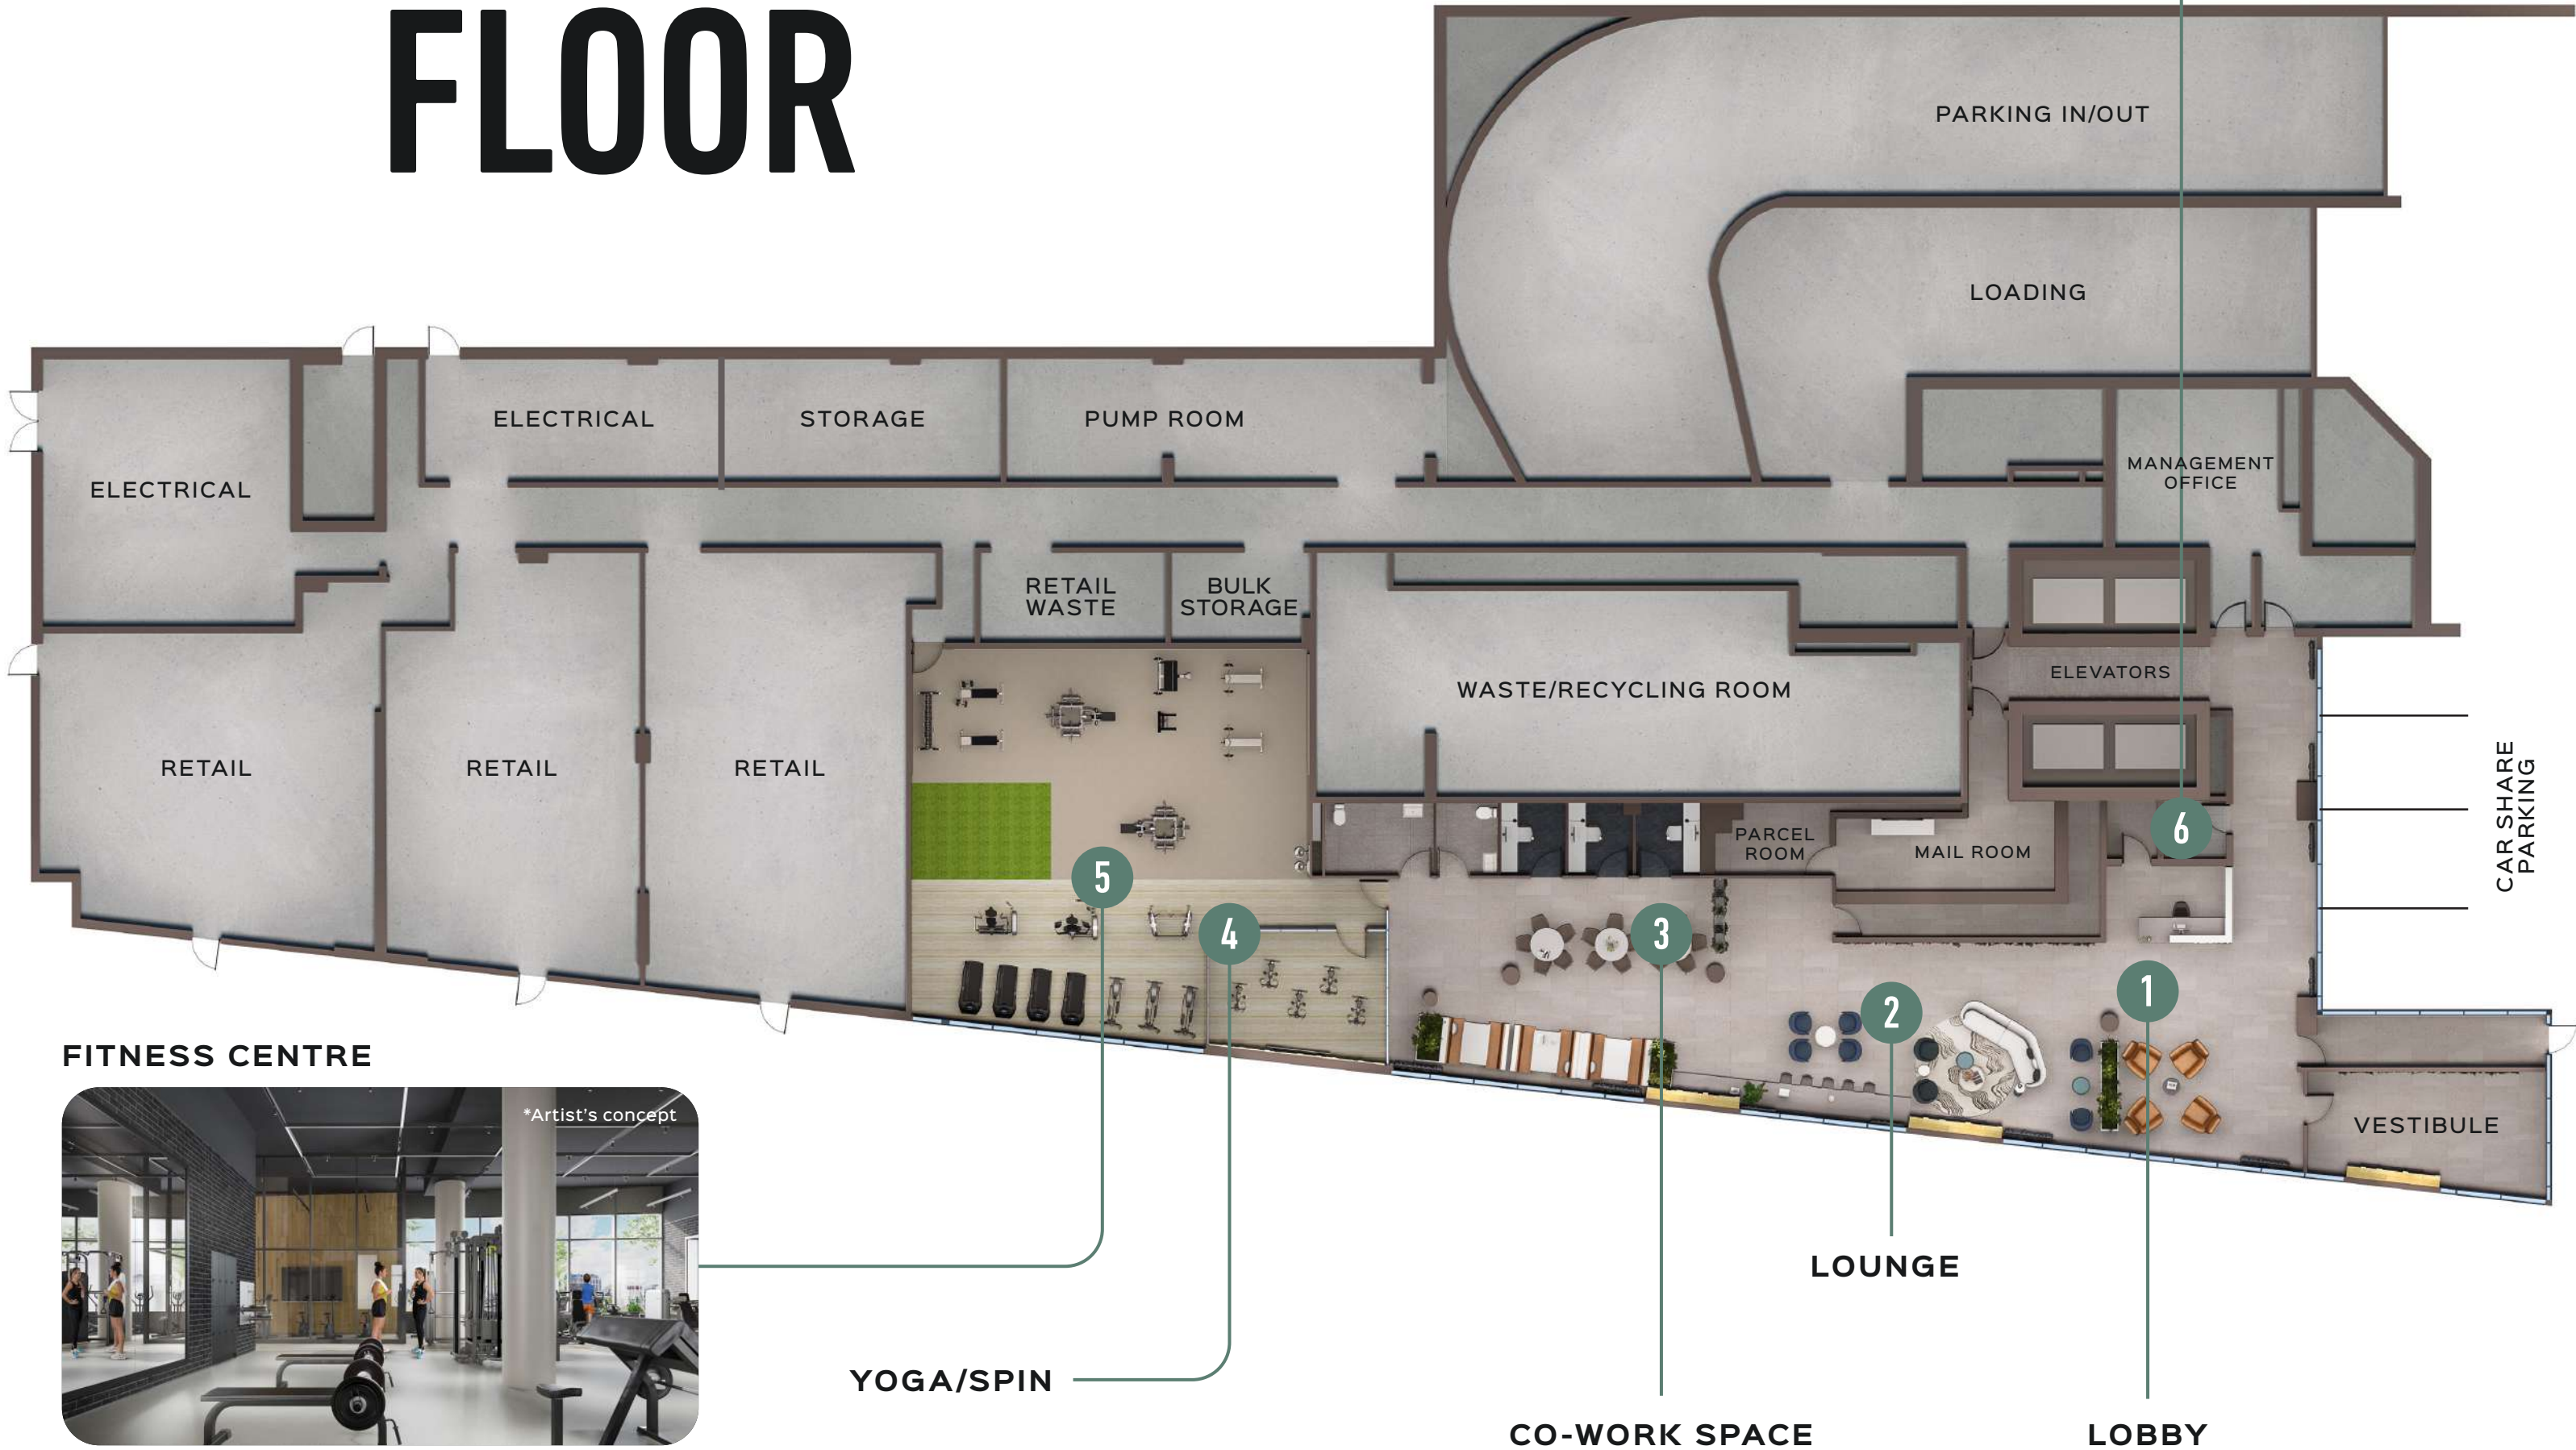 FLOOR
PARKING IN/OUT
LOADING
ELECTRICAL
STORAGE
PUMP ROOM
MANAGEMENT
OFFICE
ELECTRICAL
RETAIL
WASTE
BULK
STORAGE
WASTE/RECYCLING ROOM
ELEVATORS
RETAIL
RETAIL
RETAIL
CAR SHARE
PARKING
PARCEL
ROOM
MAIL ROOM
6
5
4
3
2
1
VESTIBULE
FITNESS CENTRE
*Artist's concept
LOUNGE
YOGA/SPIN
CO-WORK SPACE
LOBBY